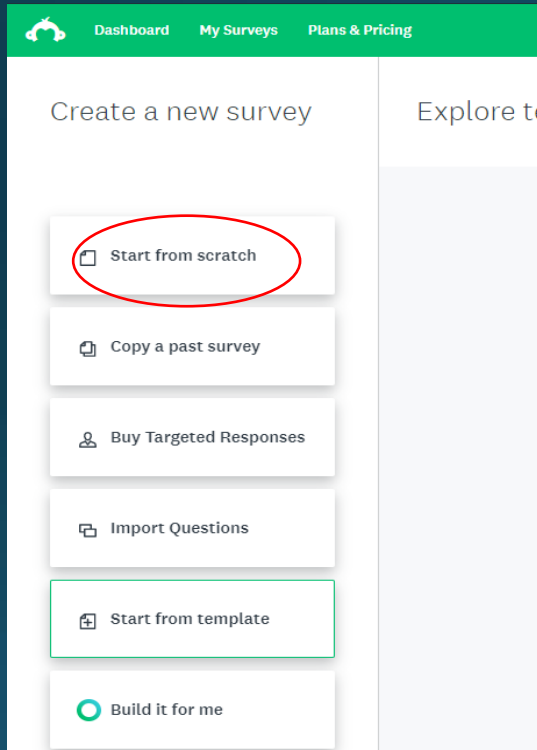 Dashboard My Surveys Plans & Pricing
Create a new survey
Explore
Start from scratch
Copy a past survey
Buy Targeted Responses
Import Questions
Start from template
Build it for me